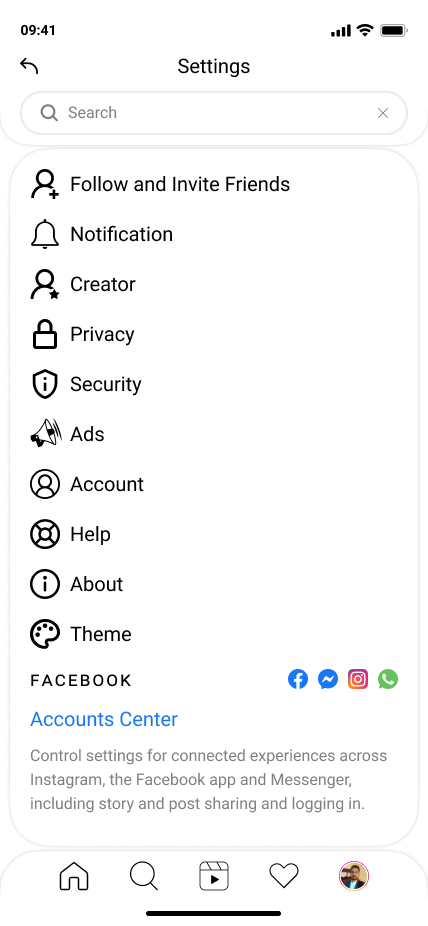 09:41
Settings
Search
Follow and Invite Friends
Notification
Creator
Privacy
Security
Ads
Account
Help
About
Theme
FACEBOOK
Accounts Center
Control settings for connected experiences across
Instagram, the Facebook app and Messenger,
including story and post sharing and logging in.